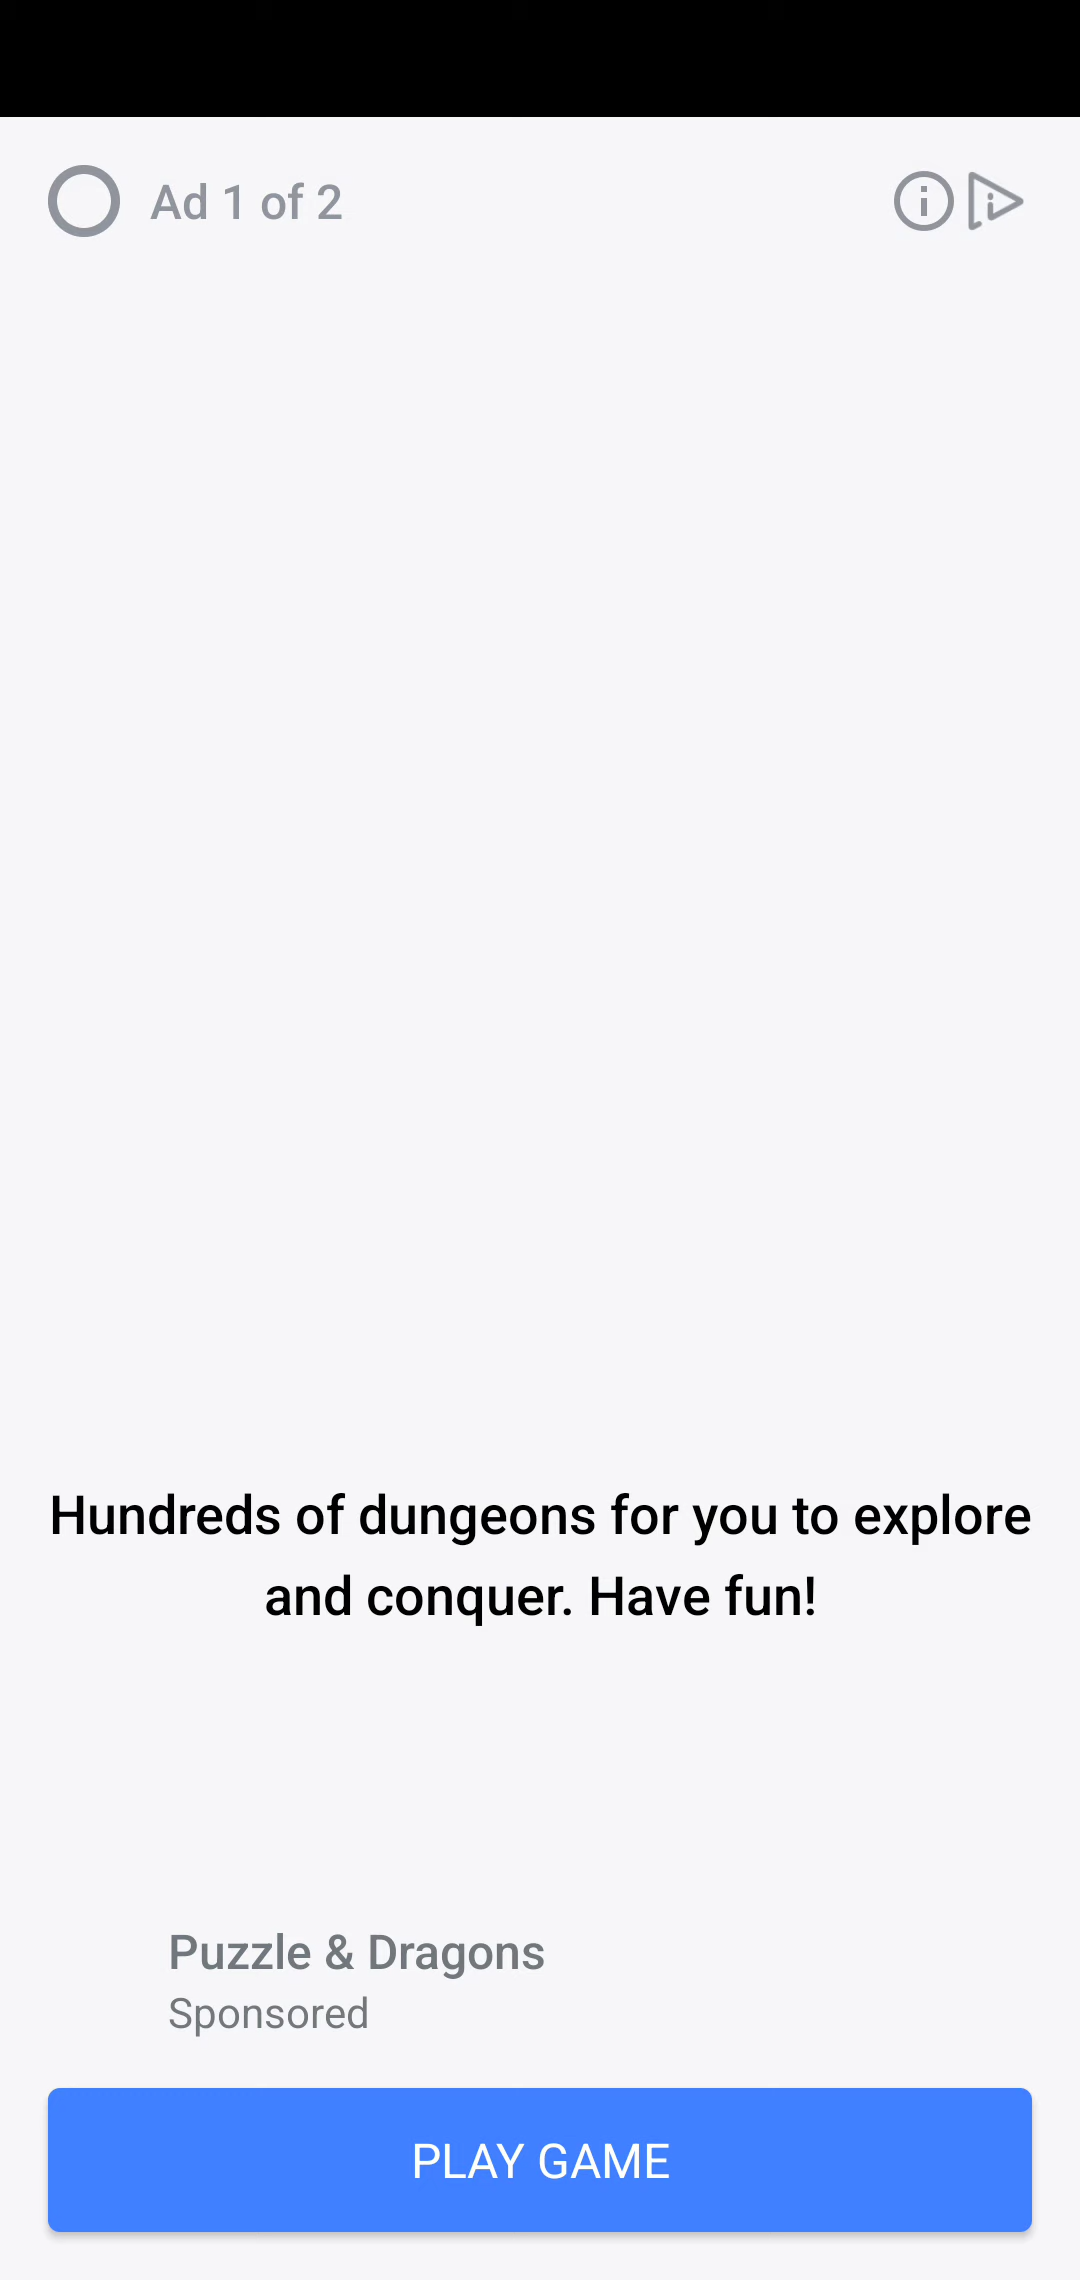 Ad 1 of 2
Hundreds of dungeons for you to explore
and conquer. Have fun!
Puzzle & Dragons
Sponsored
PLAY GAME